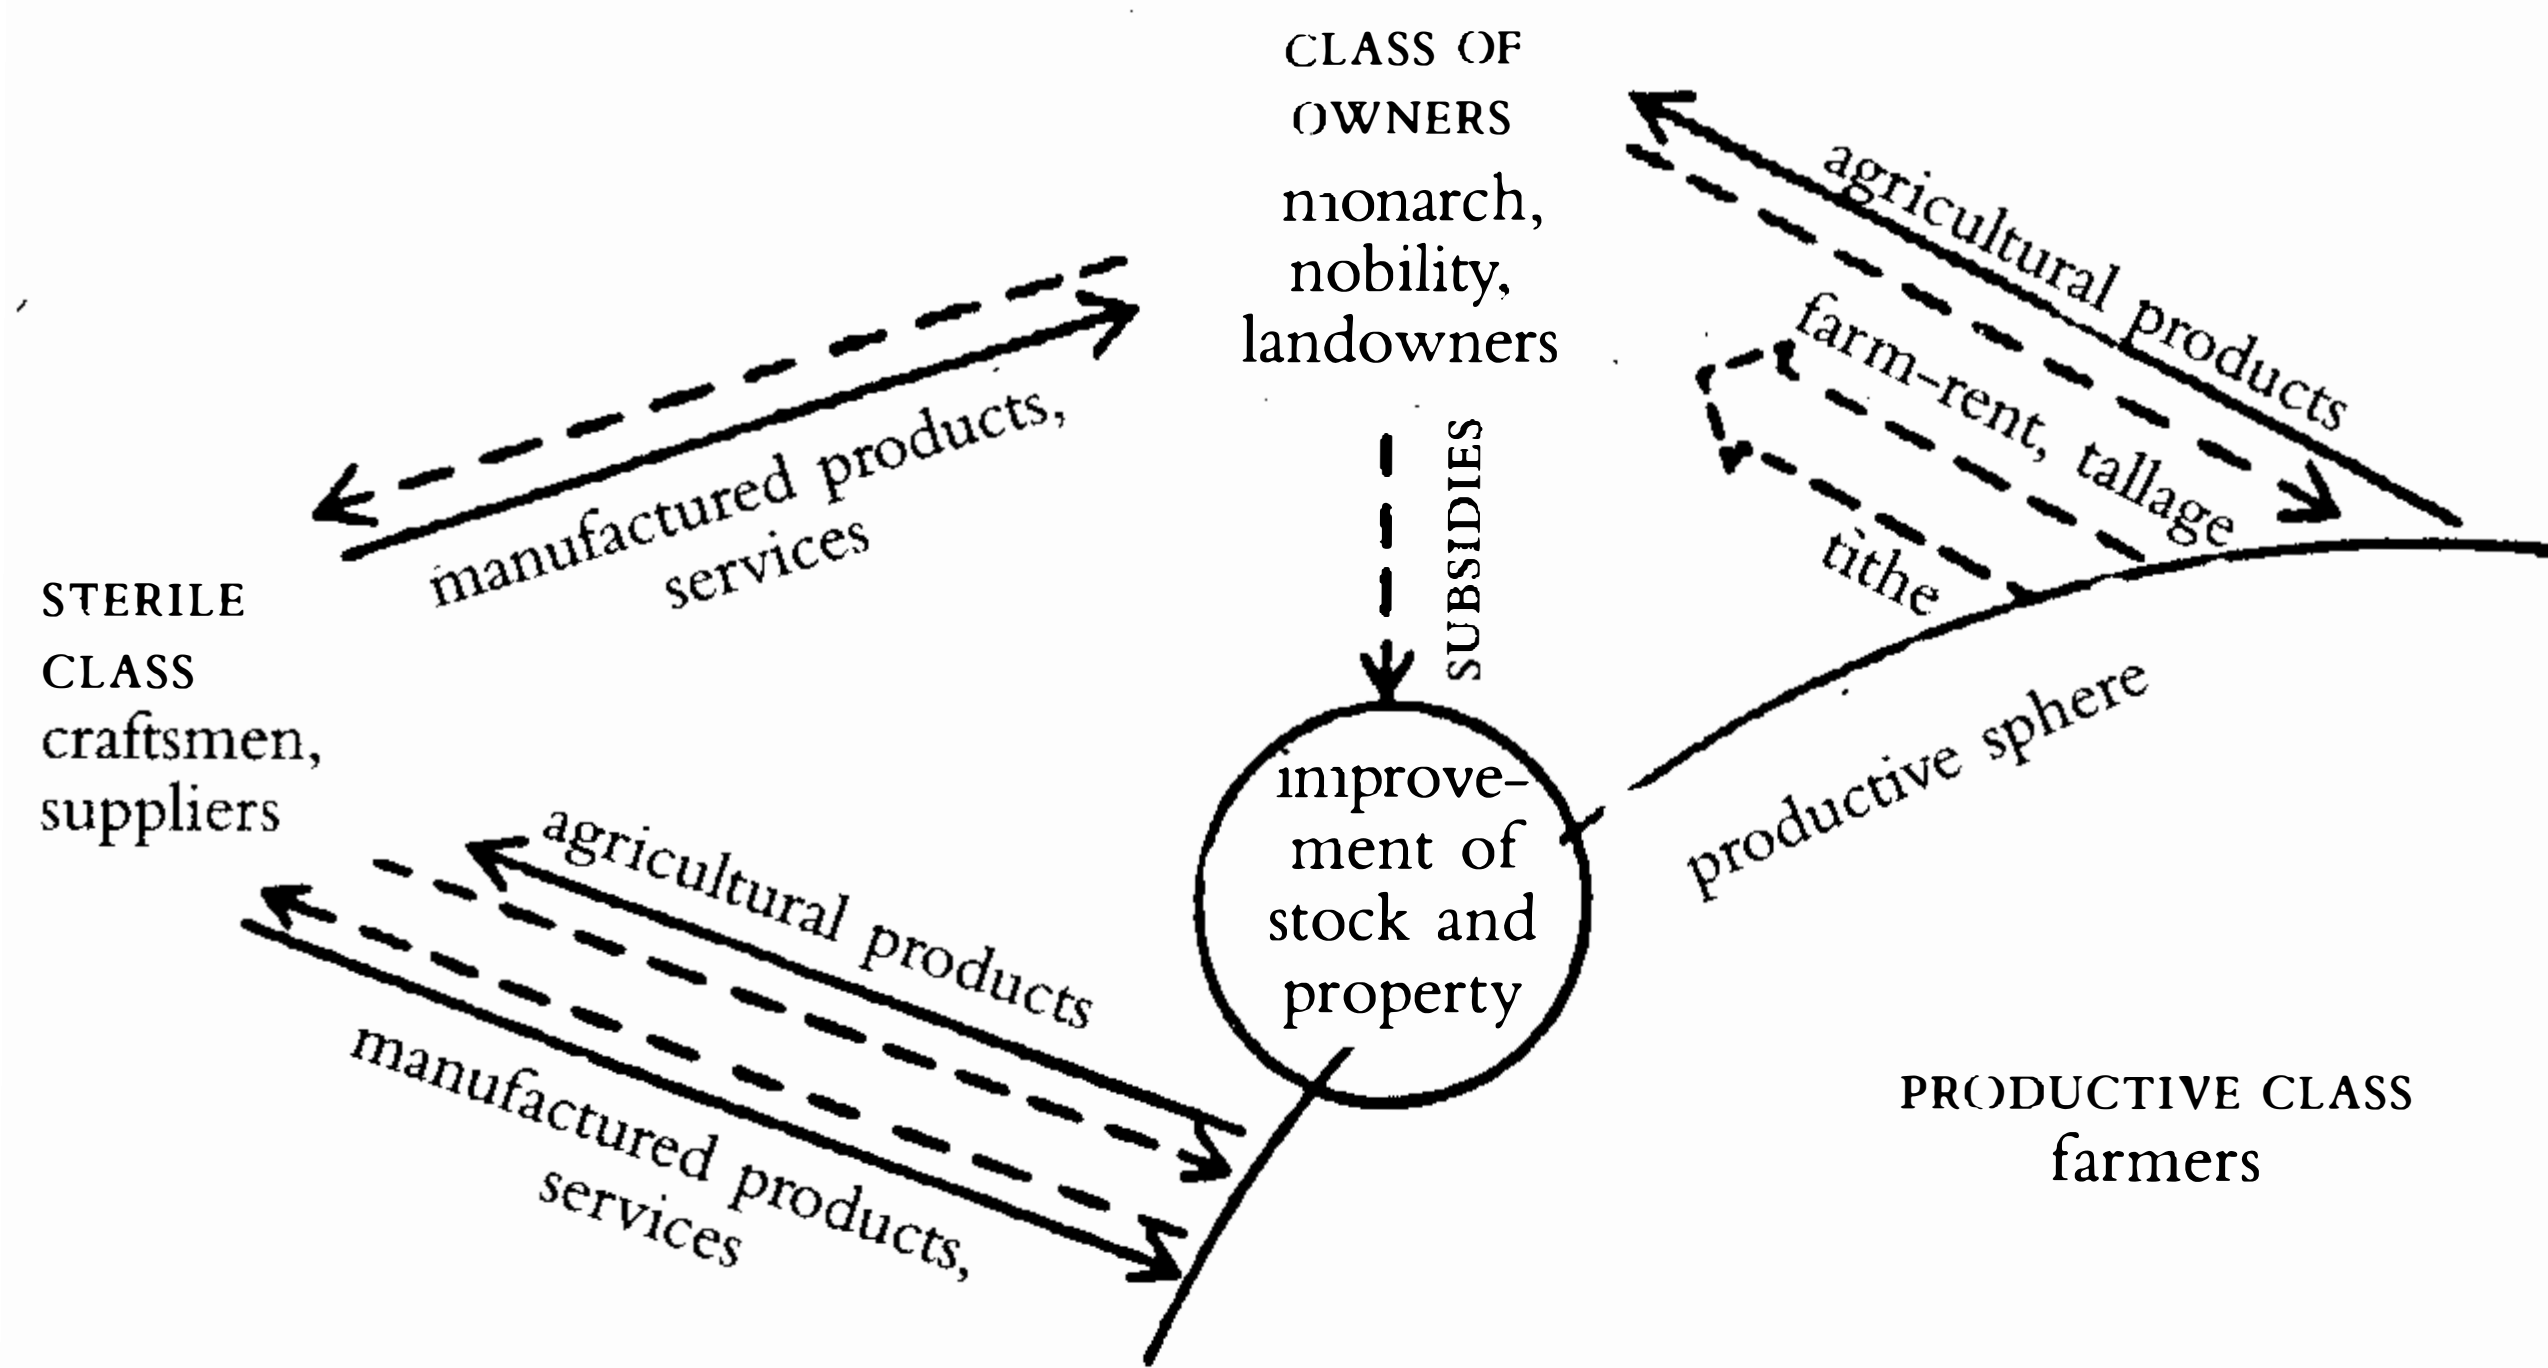 CLASS OF
OWNERS
monarch,
nobility,
landowners
agricultural products
farm-rent, tallage
tithe
manufactured products,
services
SUBSIDIES
STERILE
CLASS
craftsmen,
suppliers
improve-
ment of
stock and
property
productive sphere
agricultural products
manufactured products,
services
PRODUCTIVE CLASS
farmers